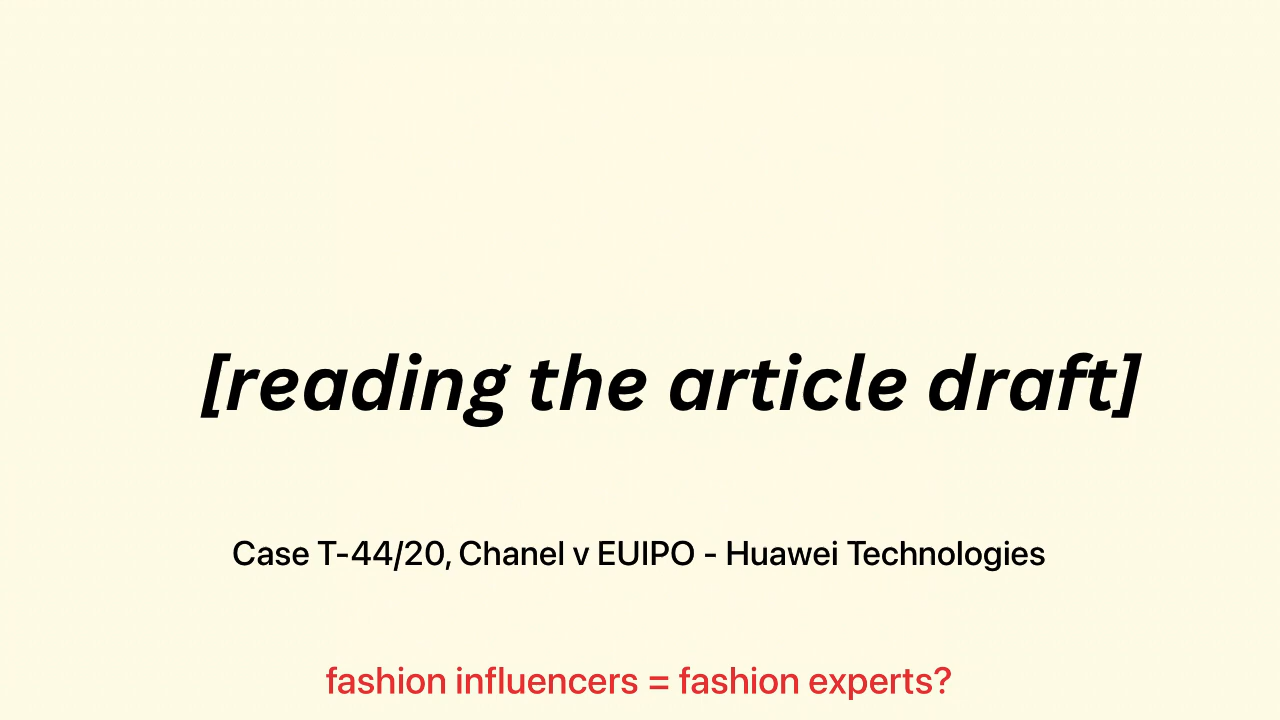 [reading the article draft]
Case T-44/20, Chanel v EUIPO - Huawei Technologies
fashion influencers = fashion experts?